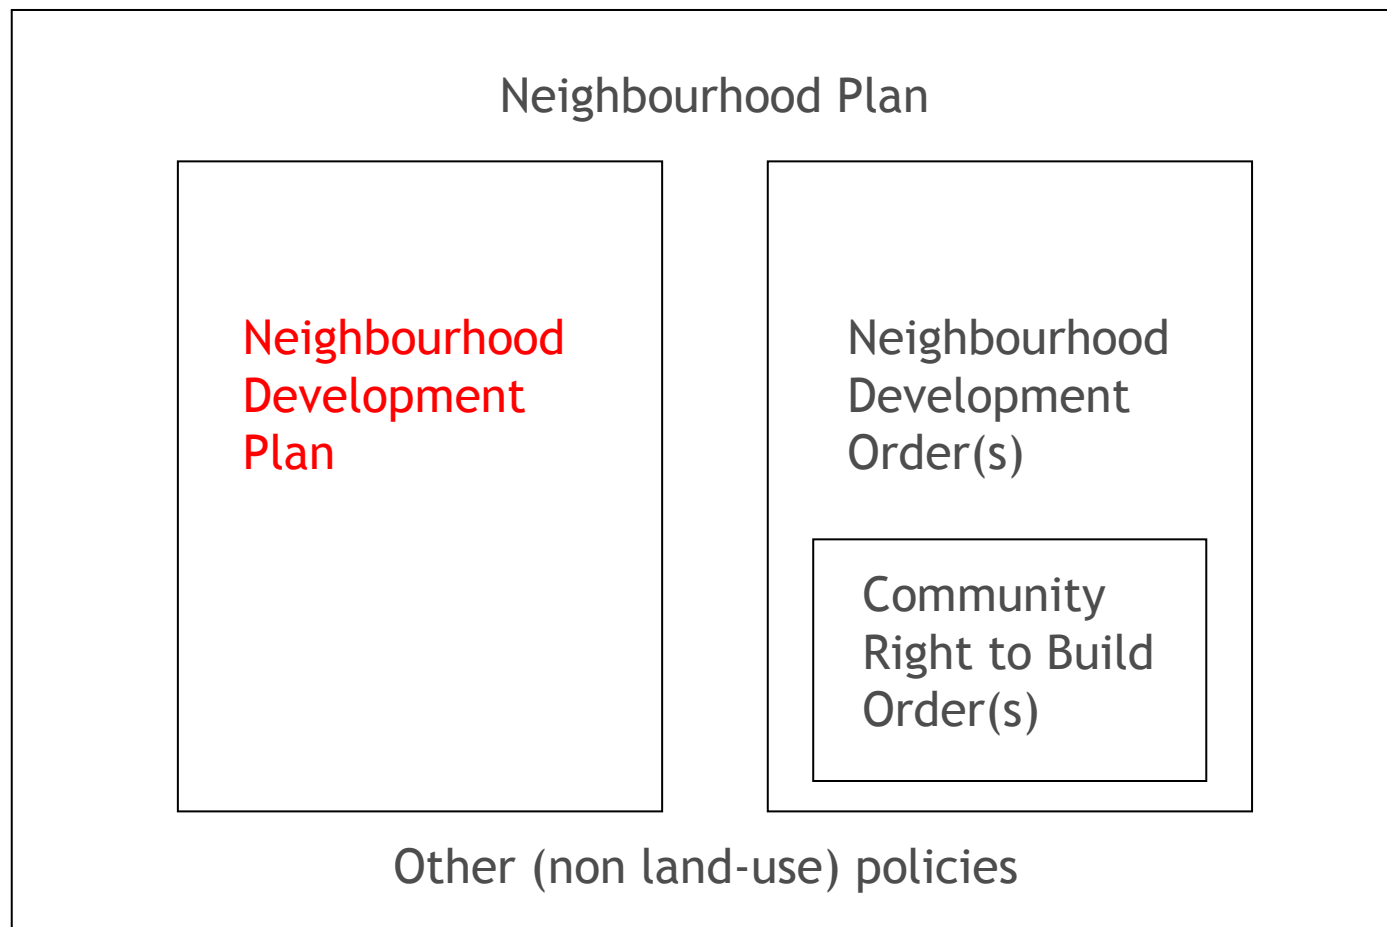 Neighbourhood Plan
Neighbourhood
Development
Plan
Neighbourhood
Development
Order(s)
Community
Right to Build
Order(s)
Other (non land-use) policies